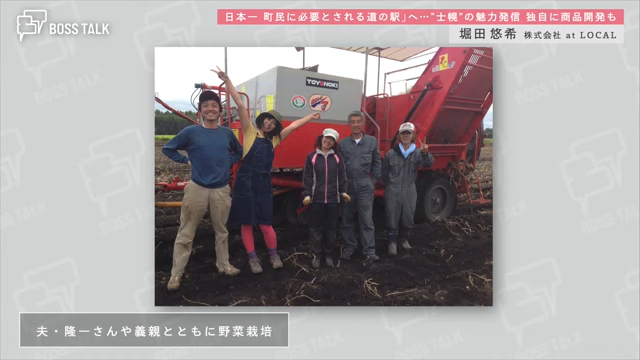 BOSS TALK
日本一 町民に必要とされる道の駅」へ…“士幌”の魅力発信 独自に商品開発も
堀田 悠希 株式会社 at LOCAL
TOYONOKI
夫・隆一さんや義親とともに野菜栽培